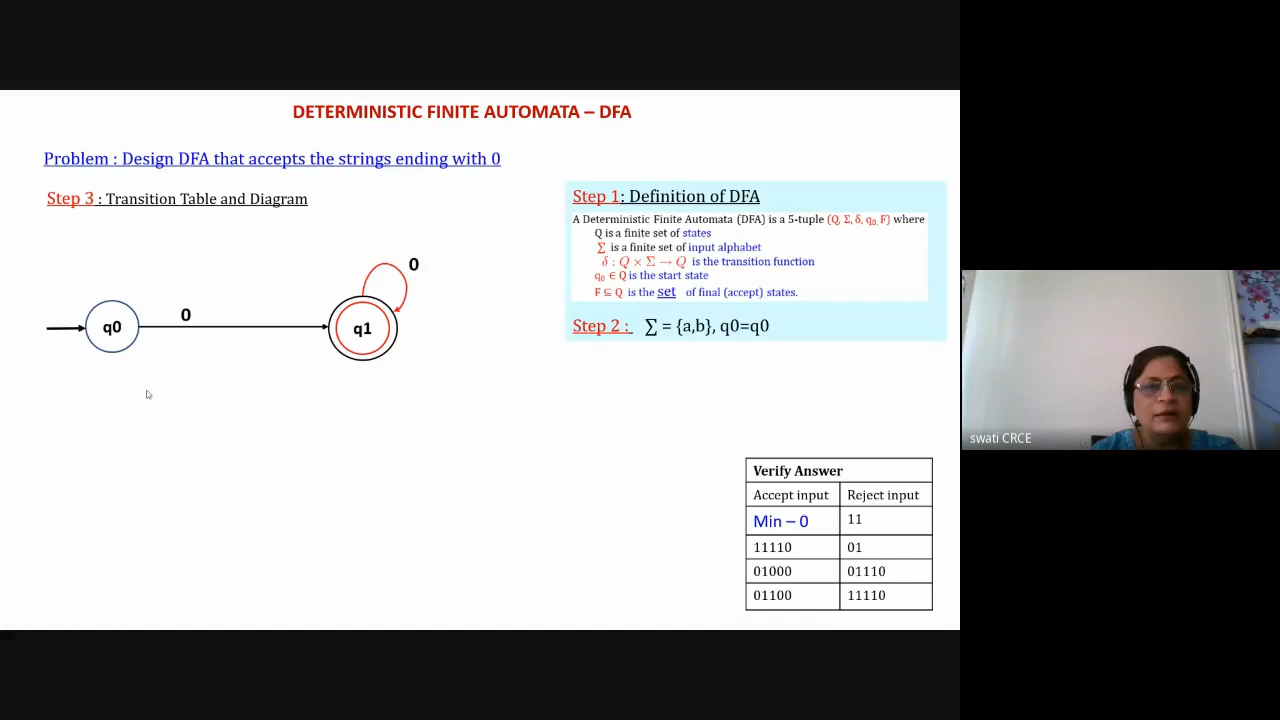 DETERMINISTIC FINITE AUTOMATA – DFA
Problem : Design DFA that accepts the strings ending with 0
Step 3 : Transition Table and Diagram
0
0
q0
q1
Step 1: Definition of DFA
A Deterministic Finite Automata (DFA) is a 5-tuple (Q, Σ, δ, q₀, F) where
Q is a finite set of states
Σ is a finite set of input alphabet
δ : Q × Σ → Q is the transition function
q₀ ∈ Q is the start state
F ⊆ Q is the set of final (accept) states.
Step 2 : Σ = {a,b}, q0=q0
Verify Answer
Accept input Reject input
Min – 0 11
11110 01
01000 01110
01100 11110
swati CRCE